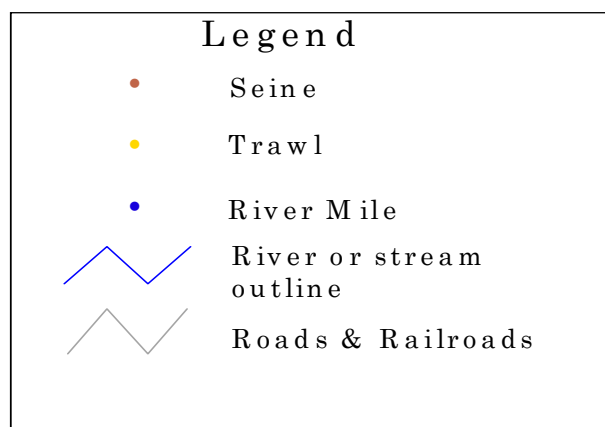 Legend
Seine
Trawl
River Mile
River or stream
outline
Roads & Railroads